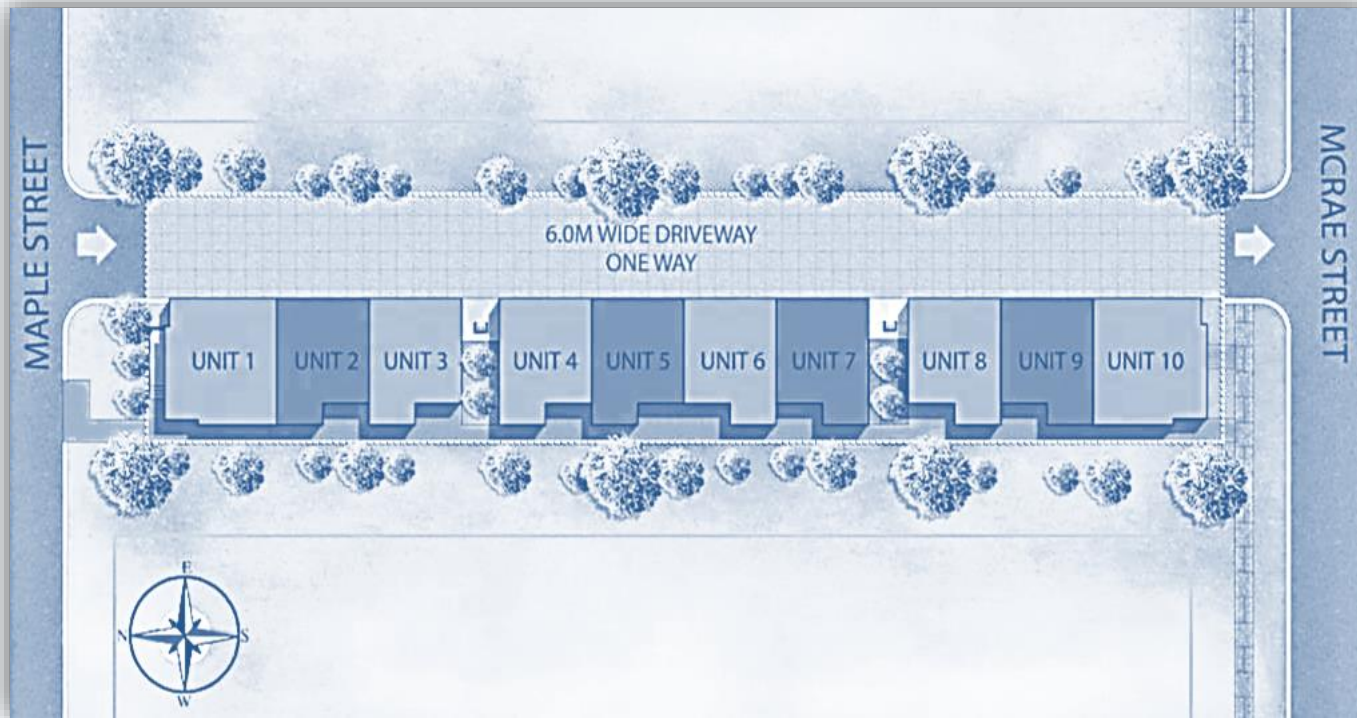 MAPLE STREET
MCRAE STREET
6.0M WIDE DRIVEWAY
ONE WAY
UNIT 1
UNIT 2
UNIT 3
UNIT 4
UNIT 5
UNIT 6
UNIT 7
UNIT 8
UNIT 9
UNIT 10
E
N
S
W